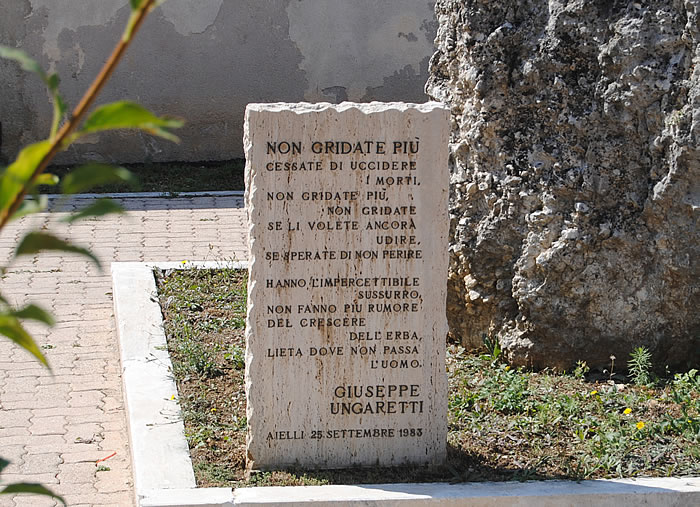 NON GRIDATE PIÙ
CESSATE DI UCCIDERE
I MORTI.
NON GRIDATE PIÙ,
NON GRIDATE
SE LI VOLETE ANCORA
UDIRE,
SE SPERATE DI NON PERIRE
HANNO L'IMPERCETTIBILE
SUSSURRO,
NON FANNO PIÙ RUMORE
DEL CRESCERE
DELL'ERBA,
LIETA DOVE NON PASSA
L'UOMO.
GIUSEPPE
UNGARETTI
AIELLI 25 SETTEMBRE 1983